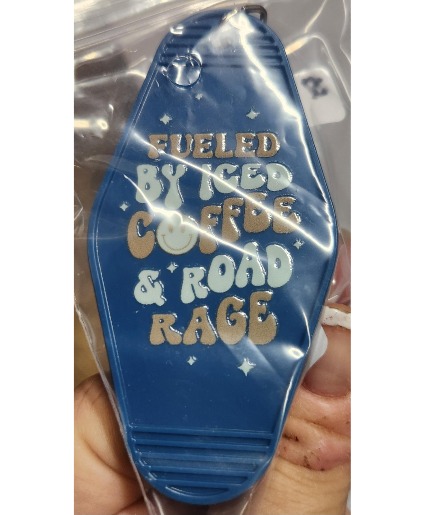 FUELED
BY ICED
COFFEE
& ROAD
RAGE